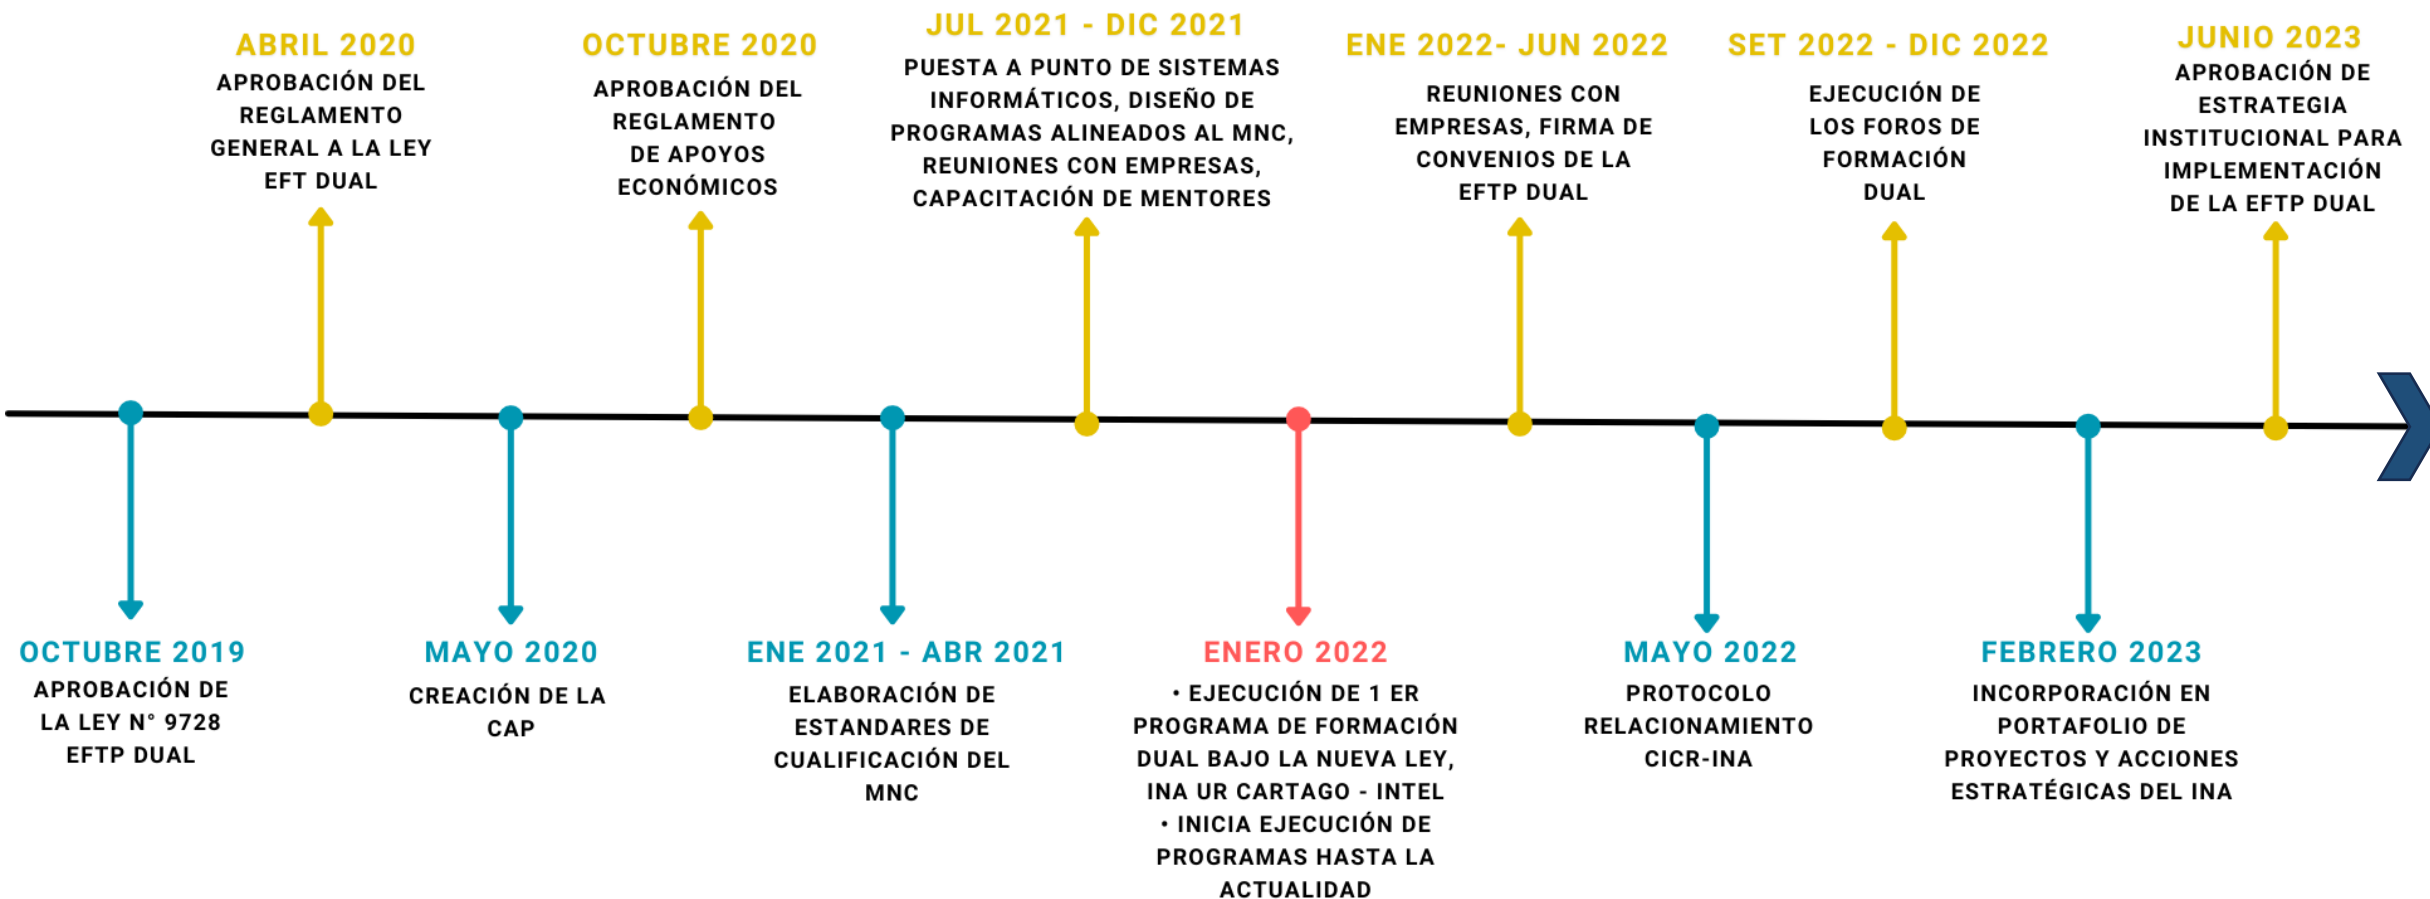 ABRIL 2020
APROBACIÓN DEL
REGLAMENTO
GENERAL A LA LEY
EFT DUAL
OCTUBRE 2020
APROBACIÓN DEL
REGLAMENTO
DE APOYOS
ECONÓMICOS
JUL 2021 - DIC 2021
PUESTA A PUNTO DE SISTEMAS
INFORMÁTICOS, DISEÑO DE
PROGRAMAS ALINEADOS AL MNC,
REUNIONES CON EMPRESAS,
CAPACITACIÓN DE MENTORES
ENE 2022- JUN 2022
REUNIONES CON
EMPRESAS, FIRMA DE
CONVENIOS DE LA
EFTP DUAL
SET 2022 - DIC 2022
EJECUCIÓN DE
LOS FOROS DE
FORMACIÓN
DUAL
JUNIO 2023
APROBACIÓN DE
ESTRATEGIA
INSTITUCIONAL PARA
IMPLEMENTACIÓN
DE LA EFTP DUAL
OCTUBRE 2019
APROBACIÓN DE
LA LEY N° 9728
EFTP DUAL
MAYO 2020
CREACIÓN DE LA
CAP
ENE 2021 - ABR 2021
ELABORACIÓN DE
ESTANDARES DE
CUALIFICACIÓN DEL
MNC
ENERO 2022
• EJECUCIÓN DE 1 ER
PROGRAMA DE FORMACIÓN
DUAL BAJO LA NUEVA LEY,
INA UR CARTAGO - INTEL
• INICIA EJECUCIÓN DE
PROGRAMAS HASTA LA
ACTUALIDAD
MAYO 2022
PROTOCOLO
RELACIONAMIENTO
CICR-INA
FEBRERO 2023
INCORPORACIÓN EN
PORTAFOLIO DE
PROYECTOS Y ACCIONES
ESTRATÉGICAS DEL INA